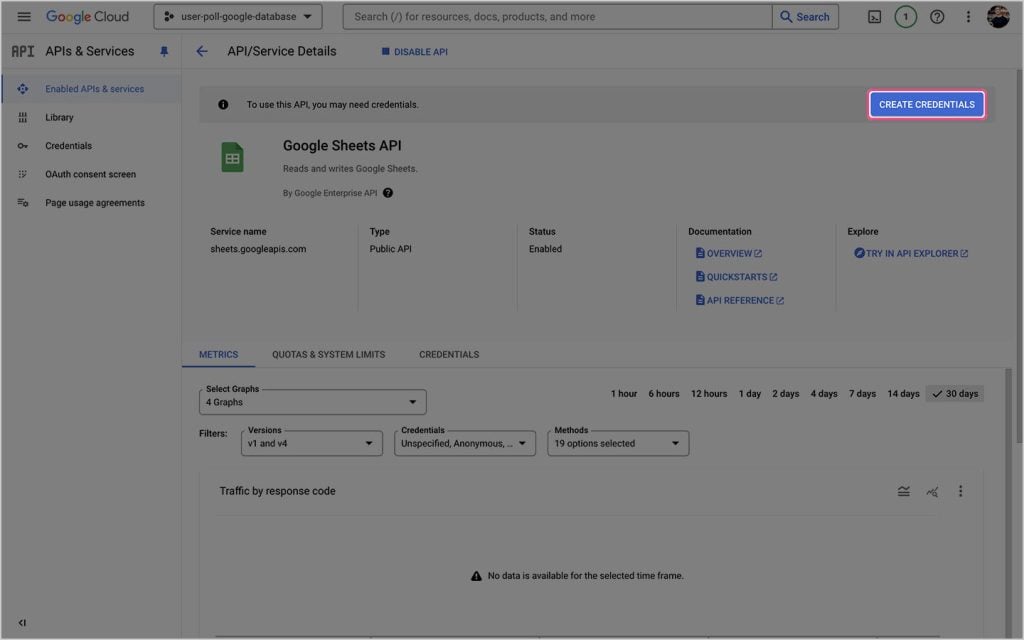 Google Cloud
user-poll-google-database
Search (/) for resources, docs, products, and more
Search
1
API APIs & Services
API/Service Details
DISABLE API
Enabled APIs & services
Library
Credentials
OAuth consent screen
Page usage agreements
To use this API, you may need credentials.
CREATE CREDENTIALS
Google Sheets API
Reads and writes Google Sheets.
By Google Enterprise API
Service name
sheets.googleapis.com
Type
Public API
Status
Enabled
Documentation
OVERVIEW
QUICKSTARTS
API REFERENCE
Explore
TRY IN API EXPLORER
METRICS
QUOTAS & SYSTEM LIMITS
CREDENTIALS
Select Graphs
4 Graphs
1 hour
6 hours
12 hours
1 day
2 days
4 days
7 days
14 days
30 days
Filters:
Versions
v1 and v4
Credentials
Unspecified, Anonymous, ...
Methods
19 options selected
Traffic by response code
No data is available for the selected time frame.